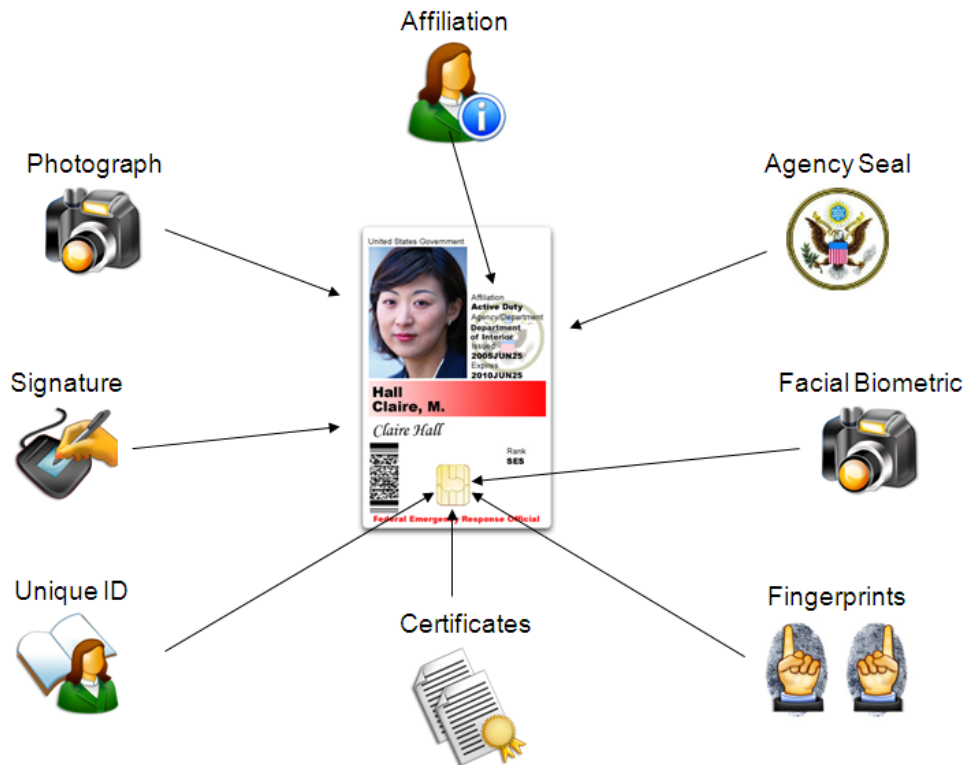 Affiliation
Photograph
Agency Seal
United States Government
Affiliation
Active Duty
Agency/Department
Department
of Interior
Issued
2005JUN25
Expires
2010JUN25
Signature
Facial Biometric
Hall
Claire, M.
Claire Hall
Rank
SES
Federal Emergency Response Official
Unique ID
Certificates
Fingerprints